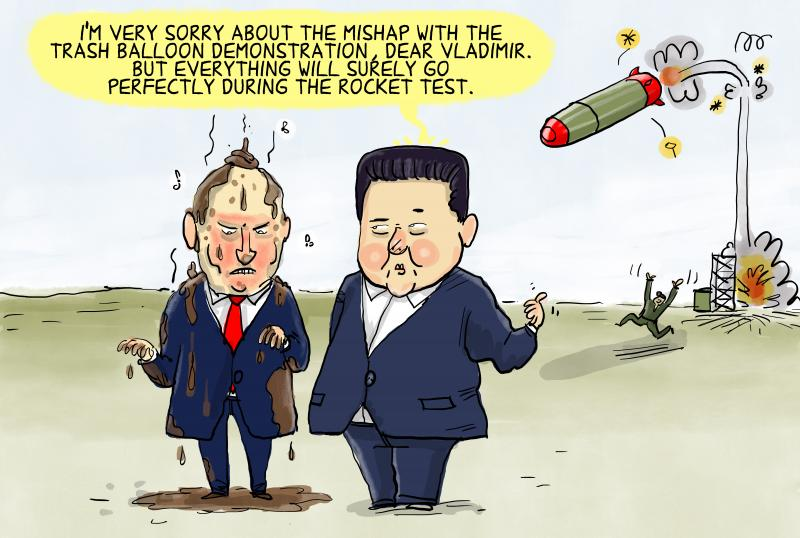 I'M VERY SORRY ABOUT THE MISHAP WITH THE
TRASH BALLOON DEMONSTRATION, DEAR VLADIMIR.
BUT EVERYTHING WILL SURELY GO
PERFECTLY DURING THE ROCKET TEST.